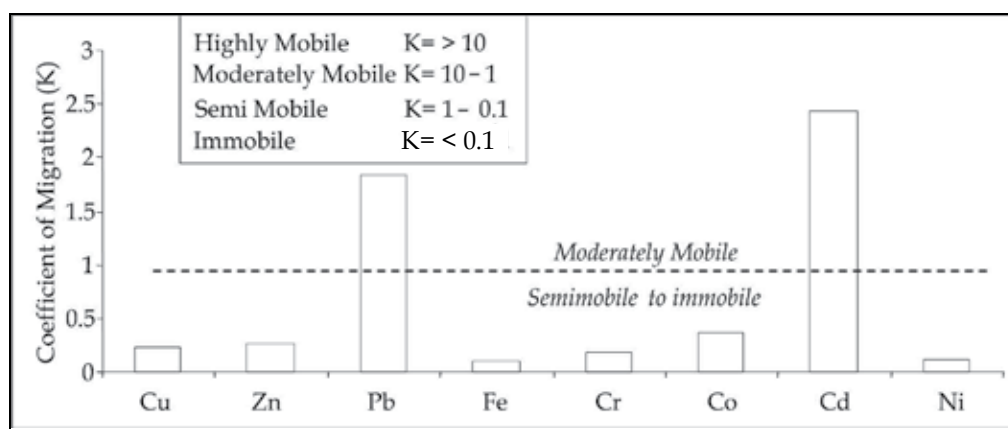 Highly Mobile K= > 10
Moderately Mobile K= 10 – 1
Semi Mobile K= 1 – 0.1
Immobile K= < 0.1
Coefficient of Migration (K)
3
2.5
2
1.5
1
0.5
0
Moderately Mobile
Semimobile to immobile
Cu Zn Pb Fe Cr Co Cd Ni